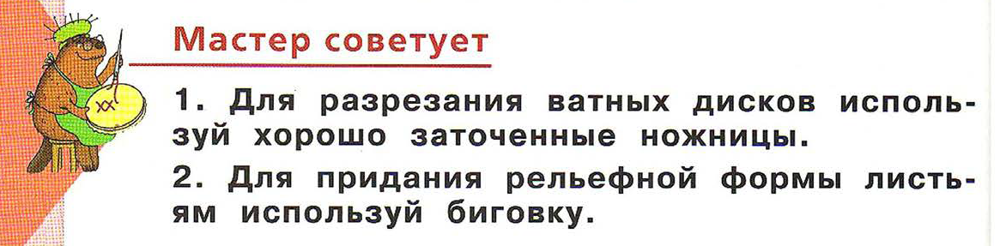 Мастер советует
1. Для разрезания ватных дисков исполь-
зуй хорошо заточенные ножницы.
2. Для придания рельефной формы листь-
ям используй биговку.